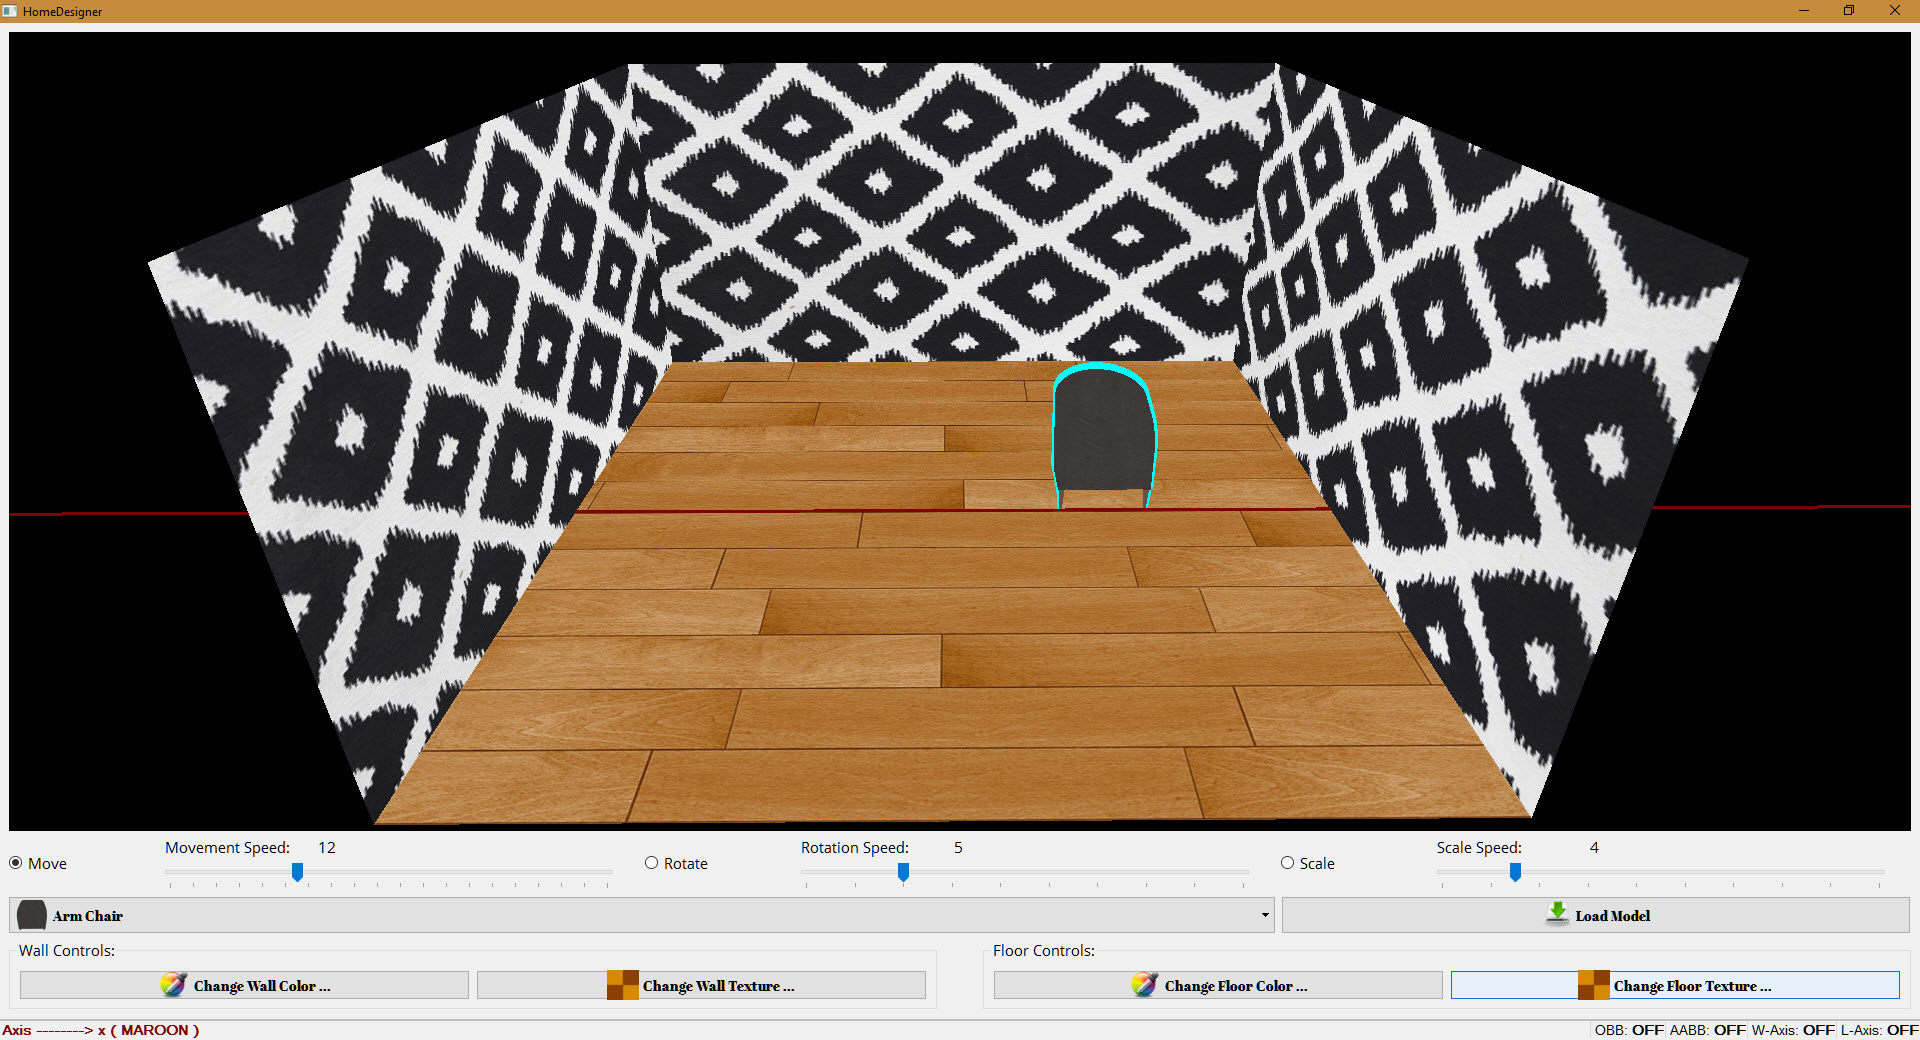 HomeDesigner
Movement Speed: 12
Rotation Speed: 5
Scale Speed: 4
Move
Rotate
Scale
Arm Chair
Load Model
Wall Controls:
Floor Controls:
Change Wall Color ...
Change Wall Texture ...
Change Floor Color ...
Change Floor Texture ...
Axis --------> x ( MAROON )
OBB: OFF AABB: OFF W-Axis: OFF L-Axis: OFF